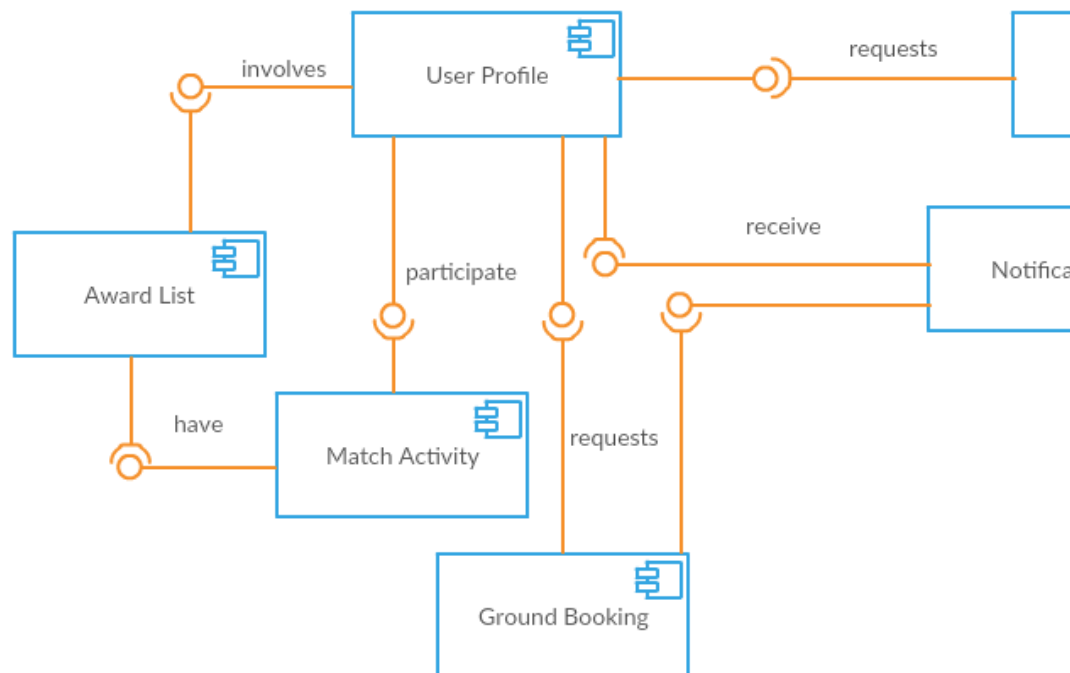 requests
involves
User Profile
receive
participate
Notifica
Award List
have
requests
Match Activity
Ground Booking